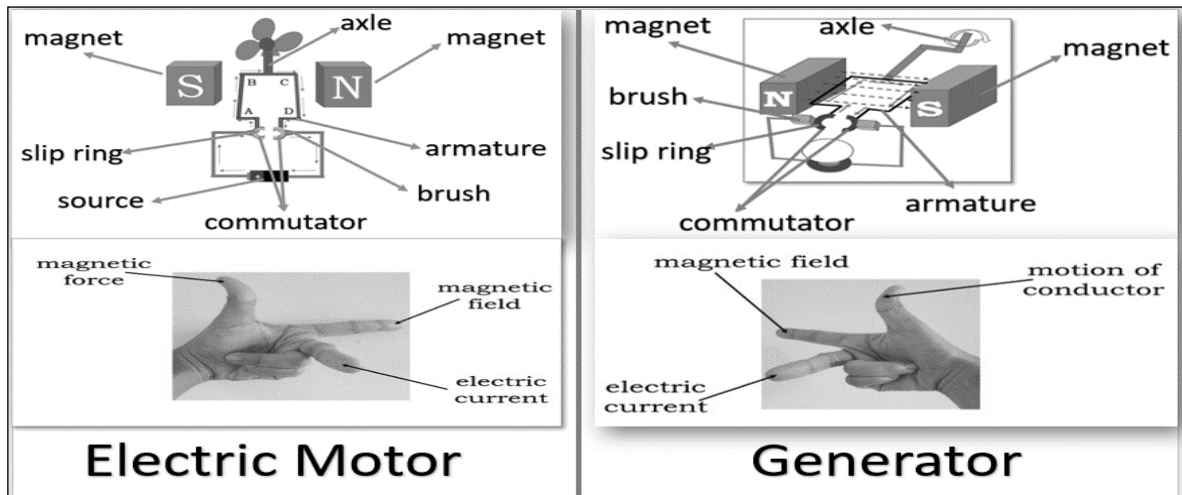 axle
magnet
magnet
S
N
B C
A D
slip ring
armature
source
brush
commutator
magnetic
force
magnetic
field
electric
current
Electric Motor
axle
magnet
magnet
brush
N
S
slip ring
armature
commutator
magnetic field
motion of
conductor
electric
current
Generator